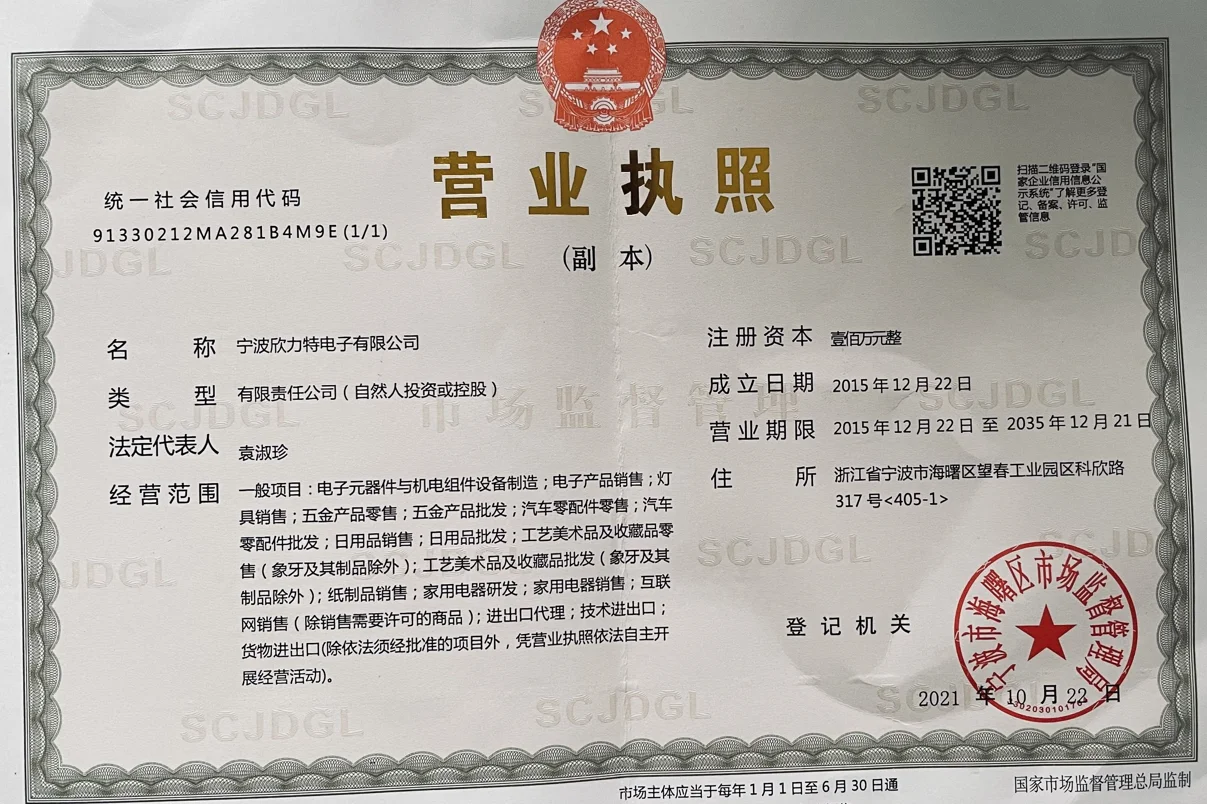 营业执照
(副 本)
统一社会信用代码
91330212MA281B4M9E(1/1)
扫描二维码登录“国
家企业信用信息公
示系统”了解更多登
记、备案、许可、监
管信息
名 称 宁波欣力特电子有限公司
类 型 有限责任公司（自然人投资或控股）
法定代表人 袁淑珍
经营范围 一般项目：电子元器件与机电组件设备制造；电子产品销售；灯
具销售；五金产品零售；五金产品批发；汽车零配件零售；汽车
零配件批发；日用品销售；日用品批发；工艺美术品及收藏品零
售（象牙及其制品除外）；工艺美术品及收藏品批发（象牙及其
制品除外）；纸制品销售；家用电器研发；家用电器销售；互联
网销售（除销售需要许可的商品）；进出口代理；技术进出口；
货物进出口(除依法须经批准的项目外，凭营业执照依法自主开
展经营活动)。
注册资本 壹佰万元整
成立日期 2015年12月22日
营业期限 2015年12月22日 至 2035年12月21日
住 所 浙江省宁波市海曙区望春工业园区科欣路
317号<405-1>
登记机关
宁波市海曙区市场监督管理局
2021 年 10 月 22 日
市场监督管理
SCJDGL
市场主体应当于每年1月1日至6月30日通
国家市场监督管理总局监制